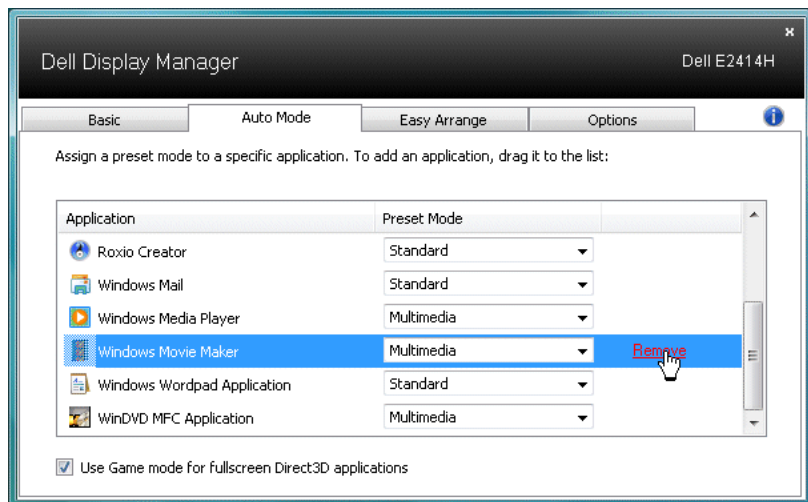 x
Dell Display Manager Dell E2414H
Basic Auto Mode Easy Arrange Options i
Assign a preset mode to a specific application. To add an application, drag it to the list:
Application Preset Mode
Roxio Creator Standard
Windows Mail Standard
Windows Media Player Multimedia
Windows Movie Maker Multimedia Remove
Windows Wordpad Application Standard
WinDVD MFC Application Multimedia
Use Game mode for fullscreen Direct3D applications